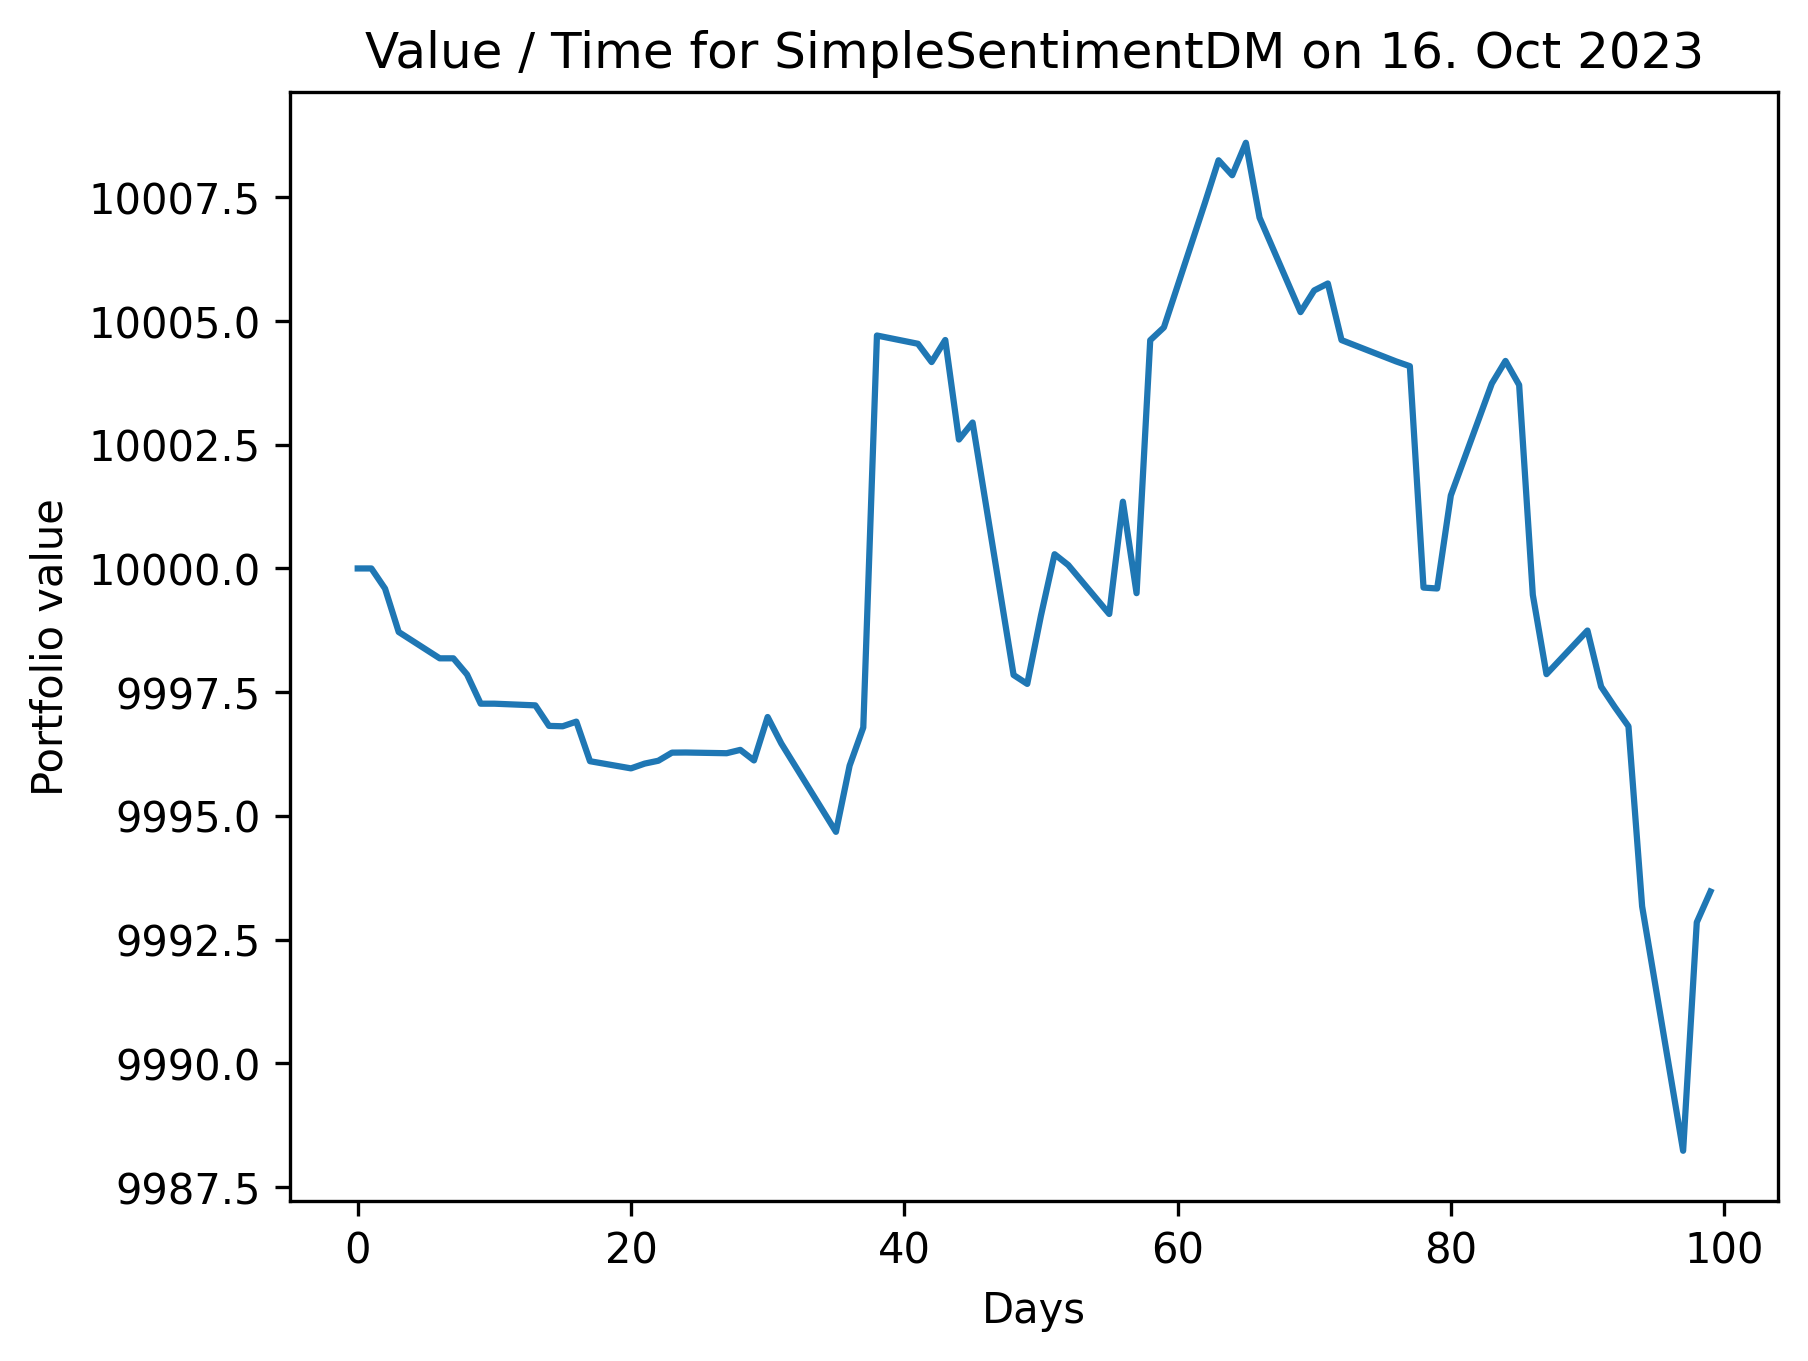 Value / Time for SimpleSentimentDM on 16. Oct 2023
Portfolio value
10007.5
10005.0
10002.5
10000.0
9997.5
9995.0
9992.5
9990.0
9987.5
0 20 40 60 80 100
Days